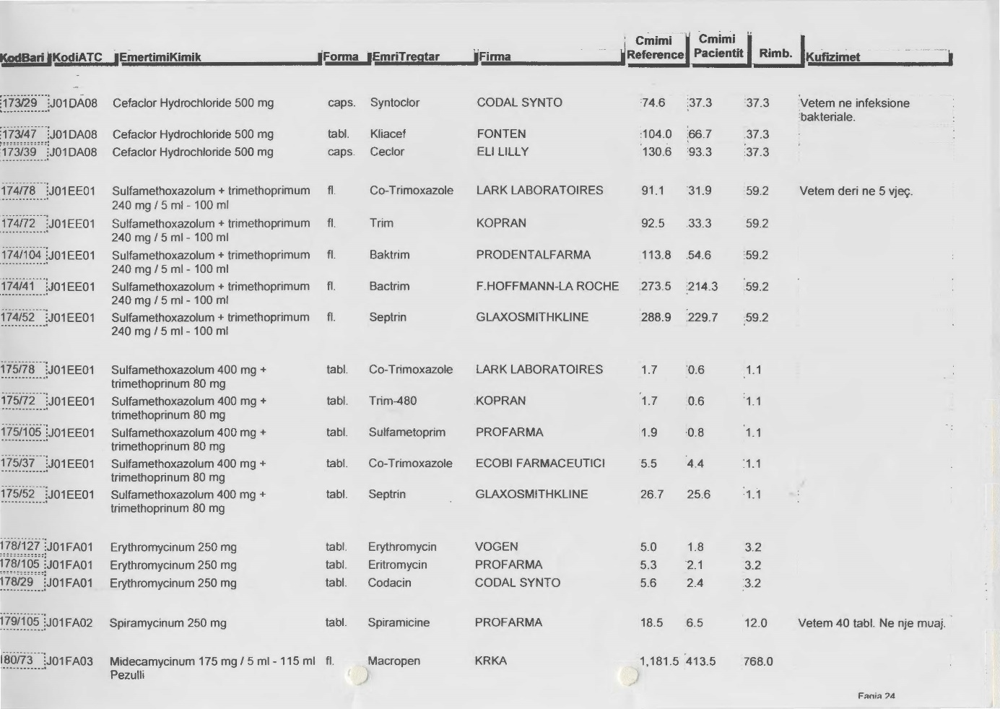 KodBari KodiATC EmertimiKimik Forma EmriTregtar Firma Cmimi Reference Cmimi Pacientit Rimb. Kufizimet
173/29 J01DA08 Cefaclor Hydrochloride 500 mg caps. Syntoclor CODAL SYNTO 74.6 37.3 37.3 Vetem ne infeksione
bakteriale.
173/47 J01DA08 Cefaclor Hydrochloride 500 mg tabl. Kliacef FONTEN 104.0 66.7 37.3
173/39 J01DA08 Cefaclor Hydrochloride 500 mg caps. Ceclor ELI LILLY 130.6 93.3 37.3
174/78 J01EE01 Sulfamethoxazolum + trimethoprimum fl. Co-Trimoxazole LARK LABORATOIRES 91.1 31.9 59.2 Vetem deri ne 5 vjeç.
240 mg / 5 ml - 100 ml
174/72 J01EE01 Sulfamethoxazolum + trimethoprimum fl. Trim KOPRAN 92.5 33.3 59.2
240 mg / 5 ml - 100 ml
174/104 J01EE01 Sulfamethoxazolum + trimethoprimum fl. Baktrim PRODENTALFARMA 113.8 54.6 59.2
240 mg / 5 ml - 100 ml
174/41 J01EE01 Sulfamethoxazolum + trimethoprimum fl. Bactrim F.HOFFMANN-LA ROCHE 273.5 214.3 59.2
240 mg / 5 ml - 100 ml
174/52 J01EE01 Sulfamethoxazolum + trimethoprimum fl. Septrin GLAXOSMITHKLINE 288.9 229.7 59.2
240 mg / 5 ml - 100 ml
175/78 J01EE01 Sulfamethoxazolum 400 mg + tabl. Co-Trimoxazole LARK LABORATOIRES 1.7 0.6 1.1
trimethoprinum 80 mg
175/72 J01EE01 Sulfamethoxazolum 400 mg + tabl. Trim-480 KOPRAN 1.7 0.6 1.1
trimethoprinum 80 mg
175/105 J01EE01 Sulfamethoxazolum 400 mg + tabl. Sulfametoprim PROFARMA 1.9 0.8 1.1
trimethoprinum 80 mg
175/37 J01EE01 Sulfamethoxazolum 400 mg + tabl. Co-Trimoxazole ECOBI FARMACEUTICI 5.5 4.4 1.1
trimethoprinum 80 mg
175/52 J01EE01 Sulfamethoxazolum 400 mg + tabl. Septrin GLAXOSMITHKLINE 26.7 25.6 1.1
trimethoprinum 80 mg
178/127 J01FA01 Erythromycinum 250 mg tabl. Erythromycin VOGEN 5.0 1.8 3.2
178/105 J01FA01 Erythromycinum 250 mg tabl. Eritromycin PROFARMA 5.3 2.1 3.2
178/29 J01FA01 Erythromycinum 250 mg tabl. Codacin CODAL SYNTO 5.6 2.4 3.2
179/105 J01FA02 Spiramycinum 250 mg tabl. Spiramicine PROFARMA 18.5 6.5 12.0 Vetem 40 tabl. Ne nje muaj.
180/73 J01FA03 Midecamycinum 175 mg / 5 ml - 115 ml fl. Macropen KRKA 1,181.5 413.5 768.0
Pezulli
Faqja 24